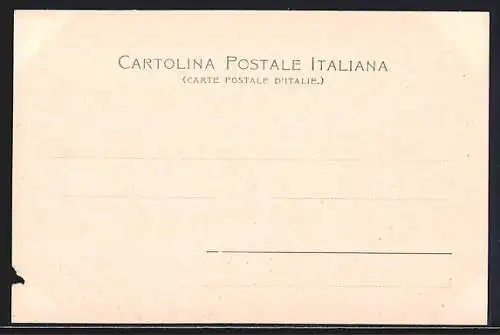 CARTOLINA POSTALE ITALIANA
(CARTE POSTALE D'ITALIE.)